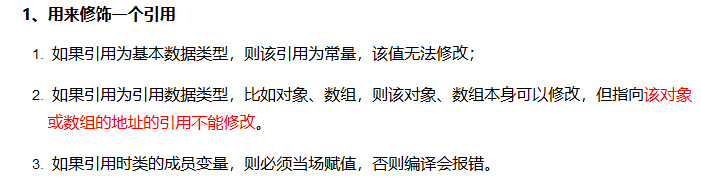 1、用来修饰一个引用
1. 如果引用为基本数据类型，则该引用为常量，该值无法修改；
2. 如果引用为引用数据类型，比如对象、数组，则该对象、数组本身可以修改，但指向该对象
或数组的地址的引用不能修改。
3. 如果引用时类的成员变量，则必须当场赋值，否则编译会报错。